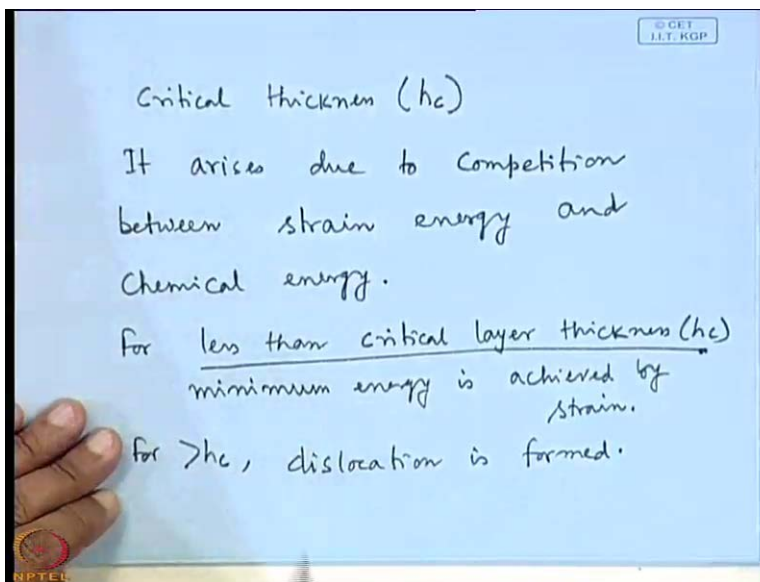 © CET
I.I.T. KGP
Critical thickness (hc)
It arises due to competition
between strain energy and
Chemical energy.
For less than critical layer thickness (hc)
minimum energy is achieved by
strain.
For >hc, dislocation is formed.
NPTEL